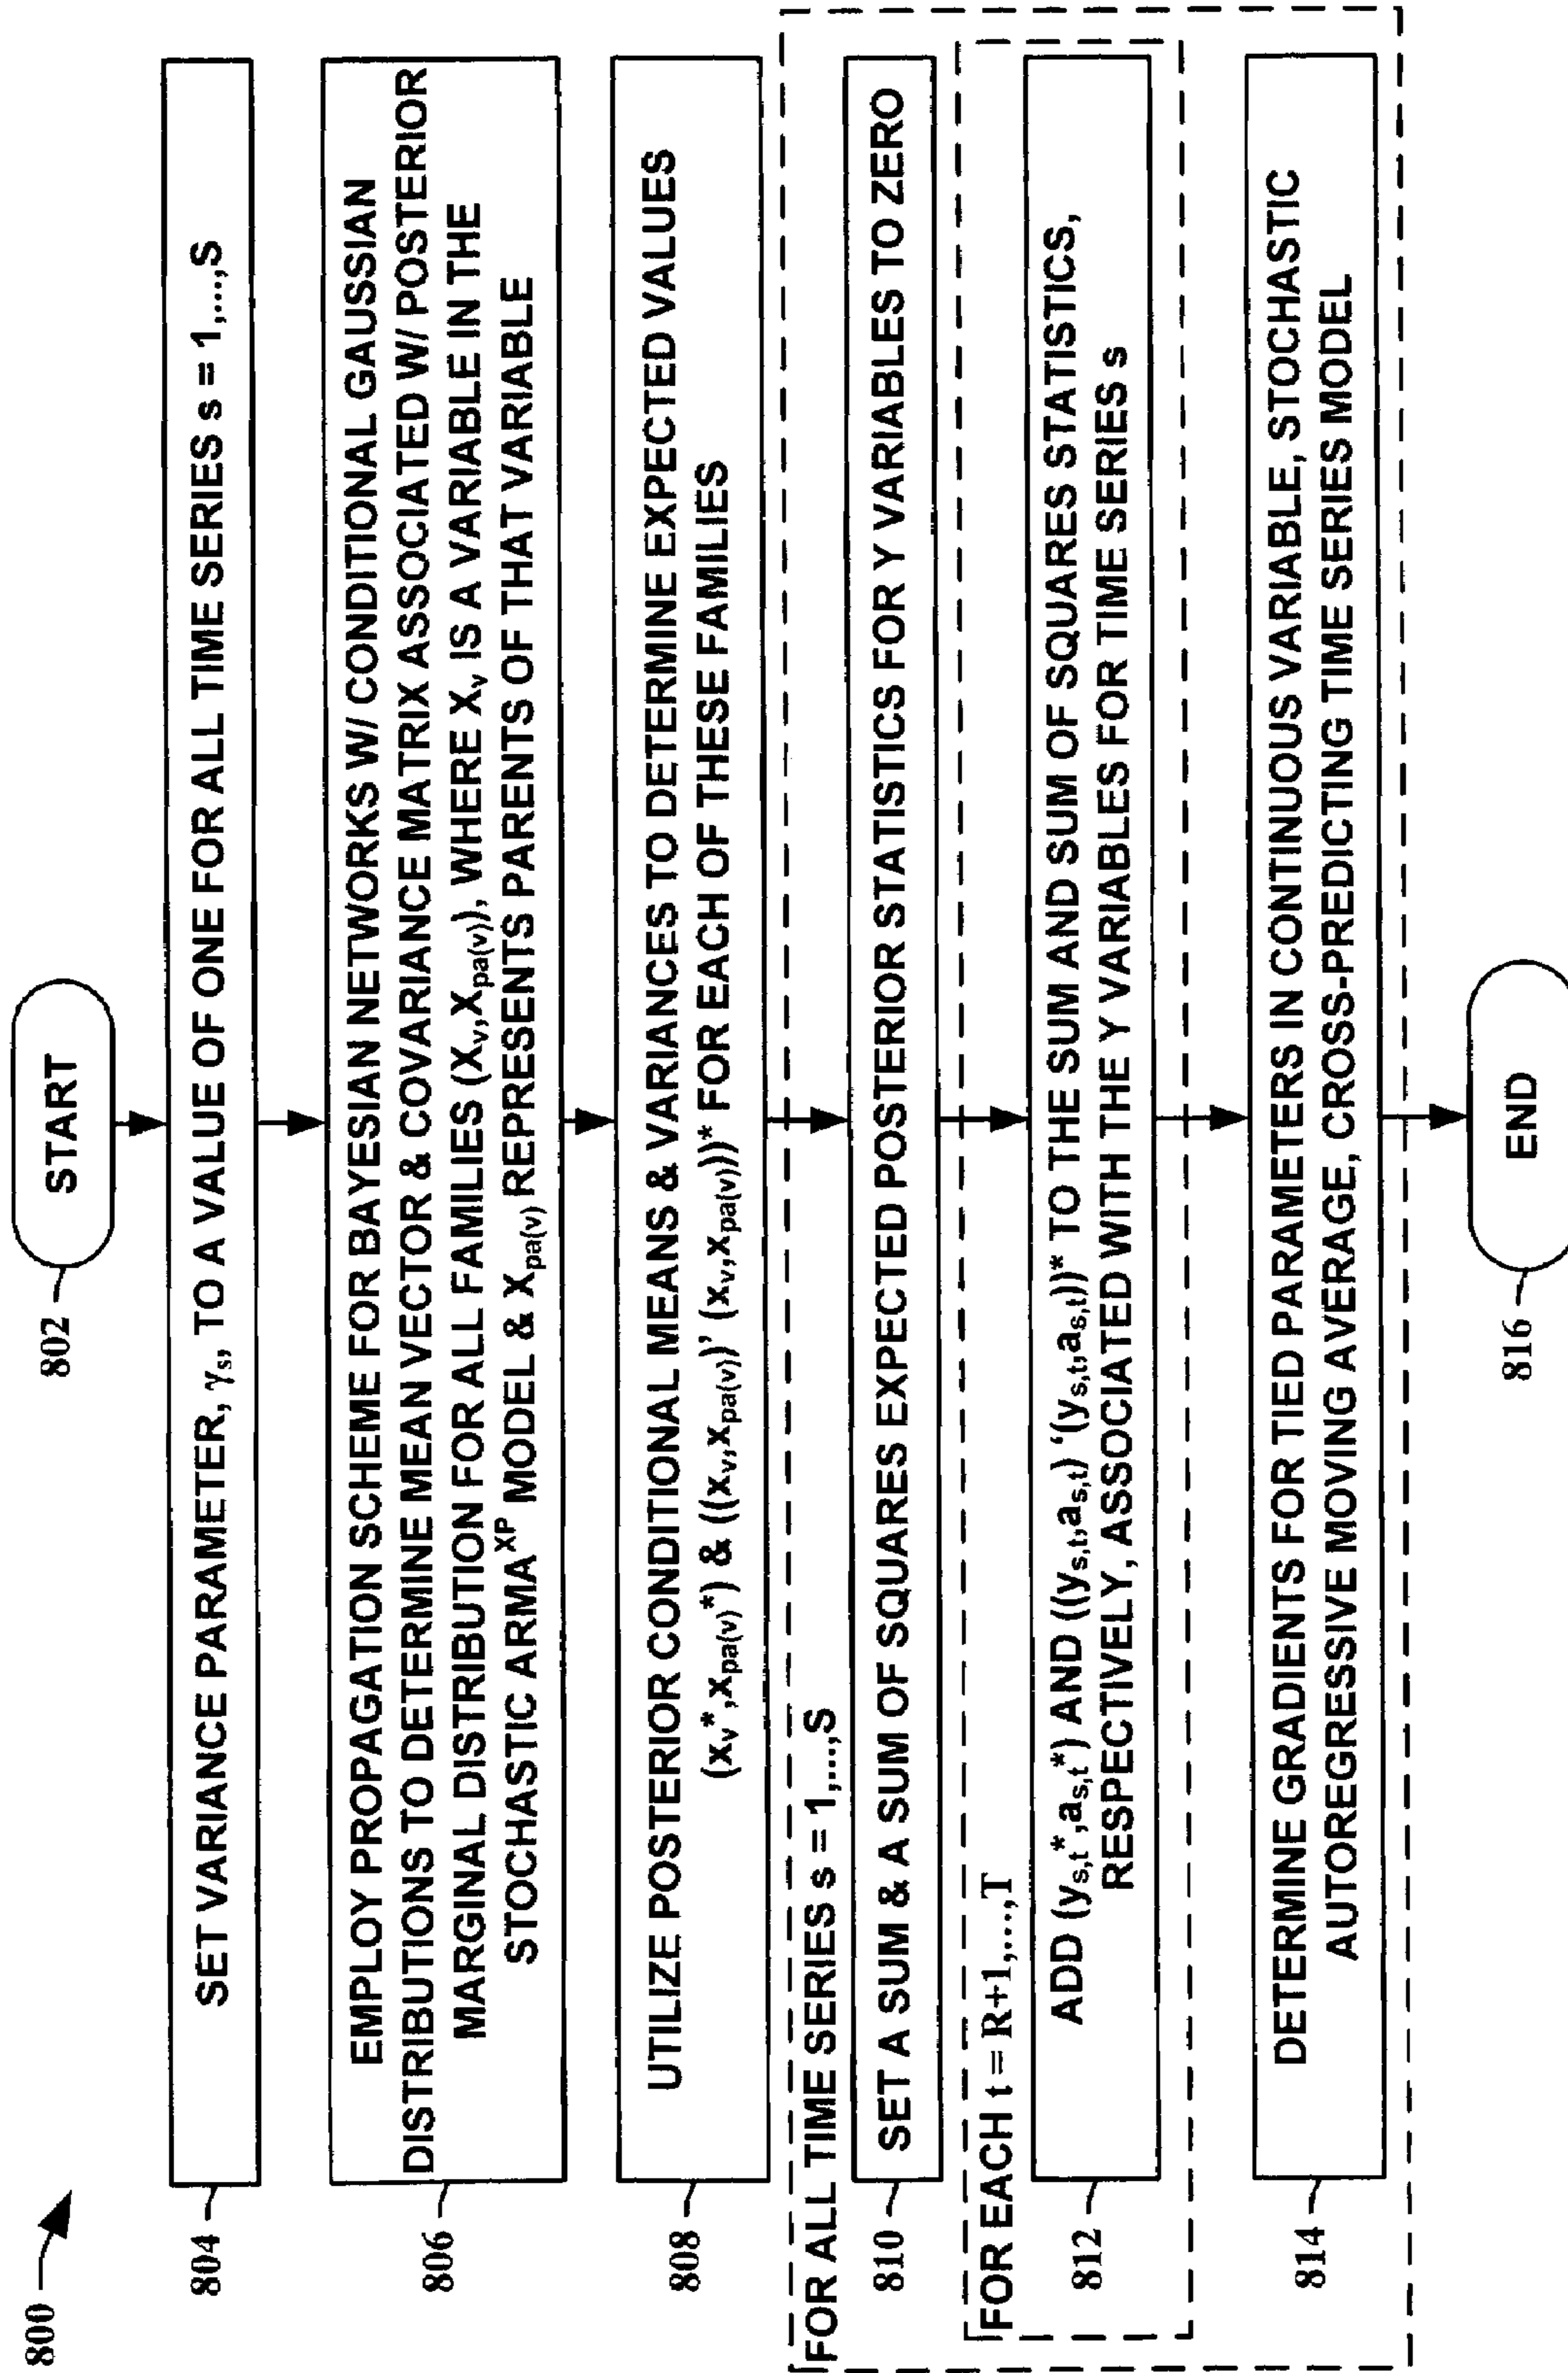 800
START
802
SET VARIANCE PARAMETER, γs, TO A VALUE OF ONE FOR ALL TIME SERIES s = 1,...,S
804
EMPLOY PROPAGATION SCHEME FOR BAYESIAN NETWORKS W/ CONDITIONAL GAUSSIAN
DISTRIBUTIONS TO DETERMINE MEAN VECTOR & COVARIANCE MATRIX ASSOCIATED W/ POSTERIOR
MARGINAL DISTRIBUTION FOR ALL FAMILIES (Xv,Xpa(v)), WHERE Xv IS A VARIABLE IN THE
STOCHASTIC ARMA^XP MODEL & Xpa(v) REPRESENTS PARENTS OF THAT VARIABLE
806
UTILIZE POSTERIOR CONDITIONAL MEANS & VARIANCES TO DETERMINE EXPECTED VALUES
(xv*,xpa(v)*) & ((xv,xpa(v))' (xv,xpa(v)))* FOR EACH OF THESE FAMILIES
808
FOR ALL TIME SERIES s = 1,...,S
SET A SUM & A SUM OF SQUARES EXPECTED POSTERIOR STATISTICS FOR Y VARIABLES TO ZERO
810
FOR EACH t = R+1,...,T
ADD (ys,t*,as,t*) AND ((ys,t,as,t) '(ys,t,as,t))* TO THE SUM AND SUM OF SQUARES STATISTICS,
RESPECTIVELY, ASSOCIATED WITH THE Y VARIABLES FOR TIME SERIES s
812
DETERMINE GRADIENTS FOR TIED PARAMETERS IN CONTINUOUS VARIABLE, STOCHASTIC
AUTOREGRESSIVE MOVING AVERAGE, CROSS-PREDICTING TIME SERIES MODEL
814
END
816